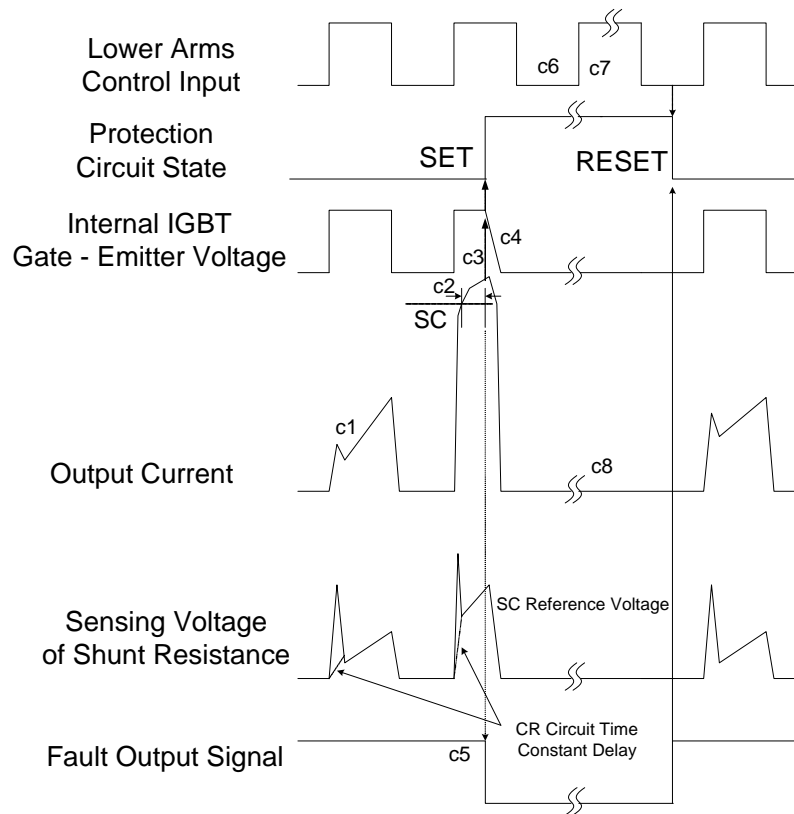 Lower Arms
Control Input
c6
c7
Protection
Circuit State
SET
RESET
Internal IGBT
Gate - Emitter Voltage
c4
c3
c2
SC
c1
Output Current
c8
SC Reference Voltage
Sensing Voltage
of Shunt Resistance
CR Circuit Time
Constant Delay
Fault Output Signal
c5